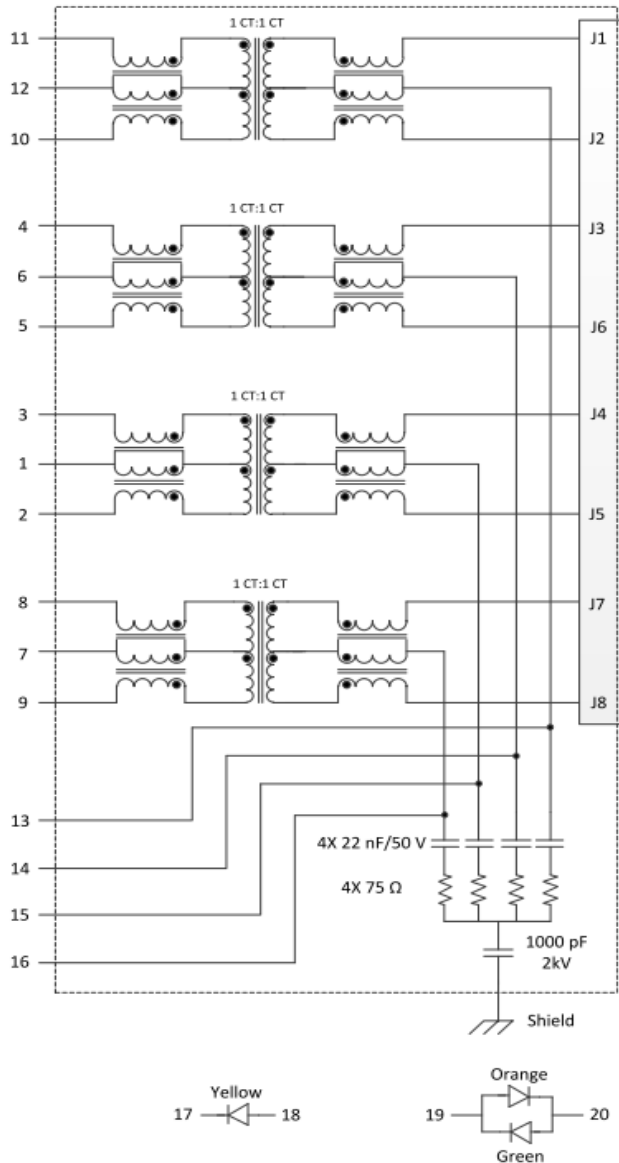 1 CT:1 CT
11
J1
12
10
J2
1 CT:1 CT
4
J3
6
5
J6
1 CT:1 CT
3
J4
1
2
J5
1 CT:1 CT
8
J7
7
9
J8
13
4X 22 nF/50 V
14
4X 75 Ω
15
1000 pF
2kV
16
Shield
Yellow
17
18
Orange
19
20
Green